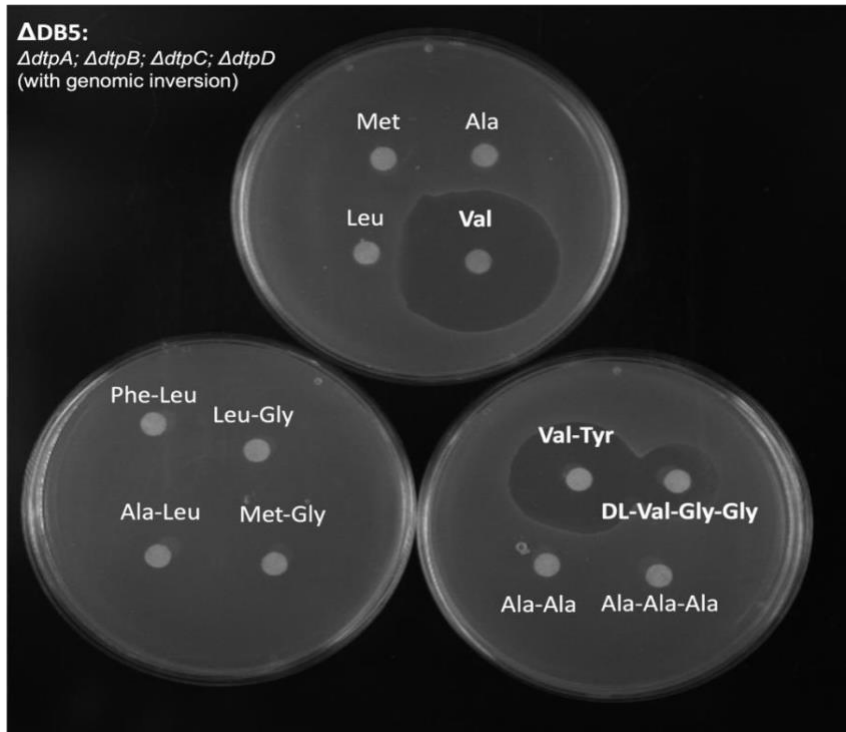 ΔDB5:
ΔdtpA; ΔdtpB; ΔdtpC; ΔdtpD
(with genomic inversion)
Met Ala
Leu Val
Phe-Leu
Leu-Gly
Ala-Leu Met-Gly
Val-Tyr
DL-Val-Gly-Gly
Ala-Ala Ala-Ala-Ala